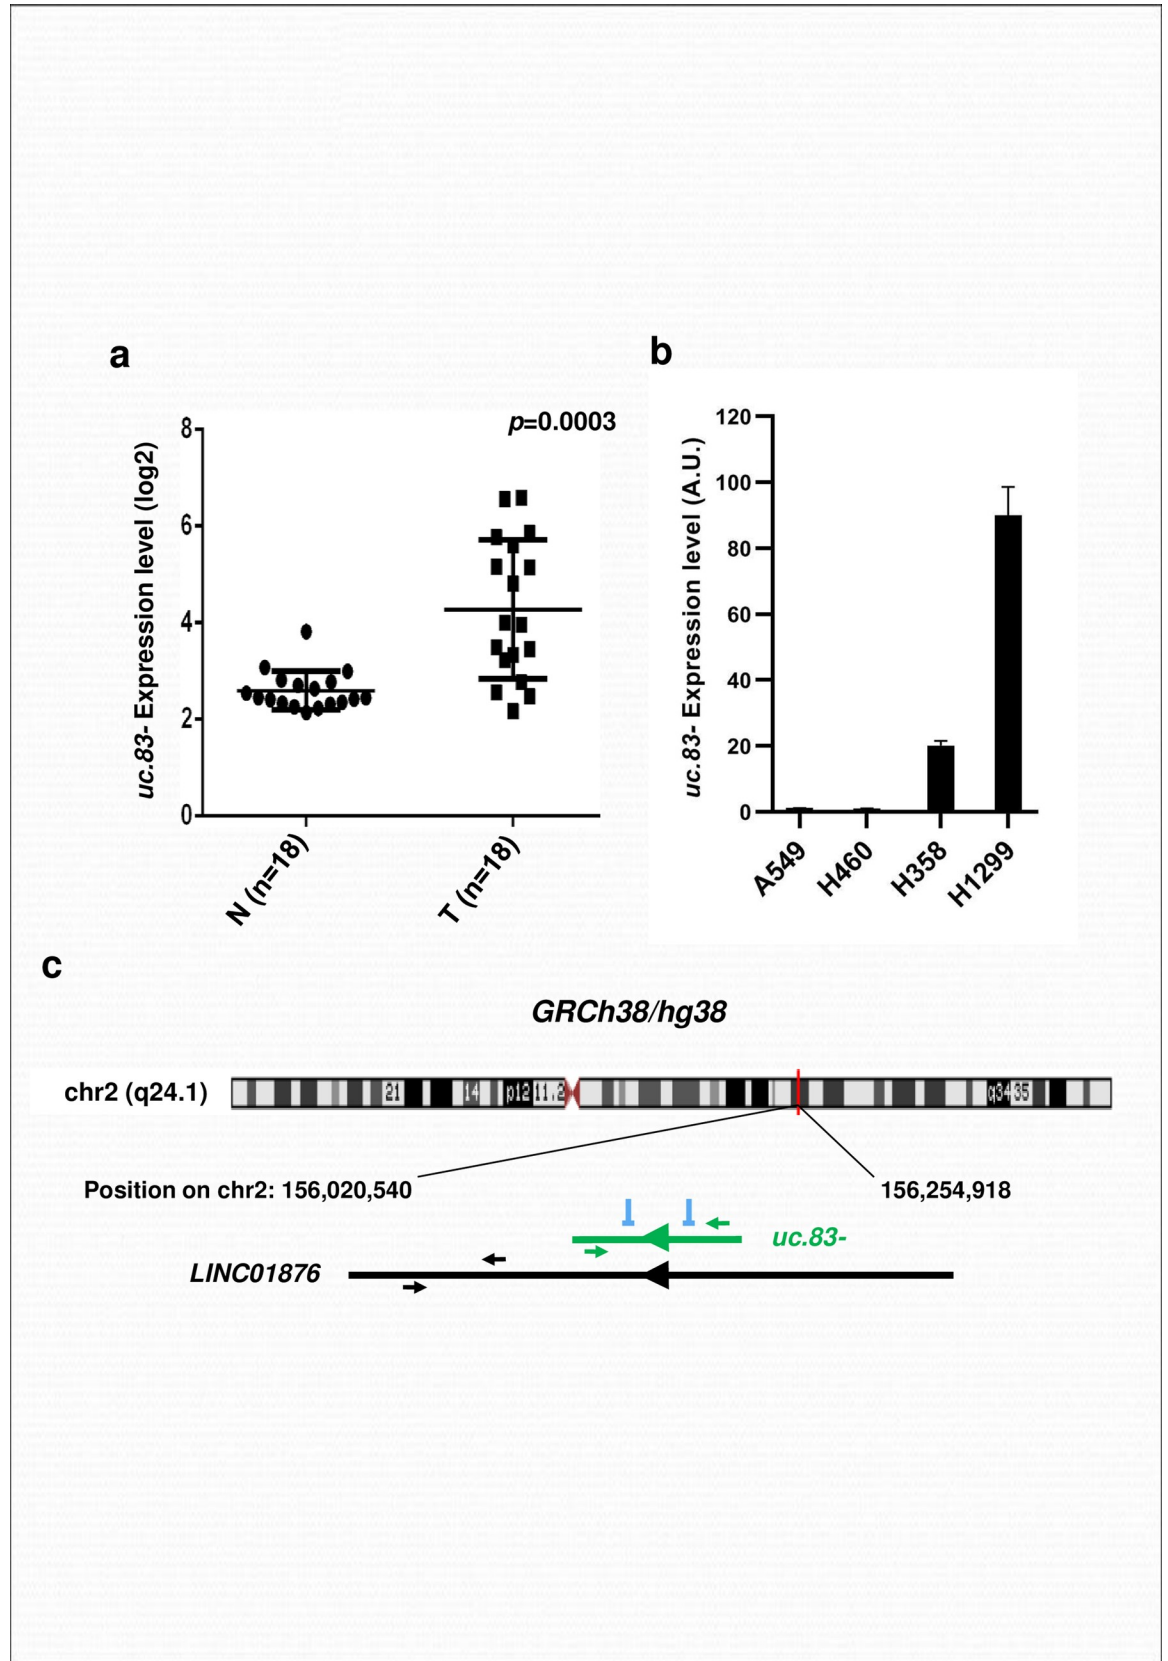 a
b
p=0.0003
uc.83- Expression level (log2)
8
6
4
2
0
N (n=18)
T (n=18)
uc.83- Expression level (A.U.)
120
100
80
60
40
20
0
A549
H460
H358
H1299
c
GRCh38/hg38
chr2 (q24.1)
21
14
p12
11.2
q34
35
Position on chr2: 156,020,540
156,254,918
uc.83-
LINC01876